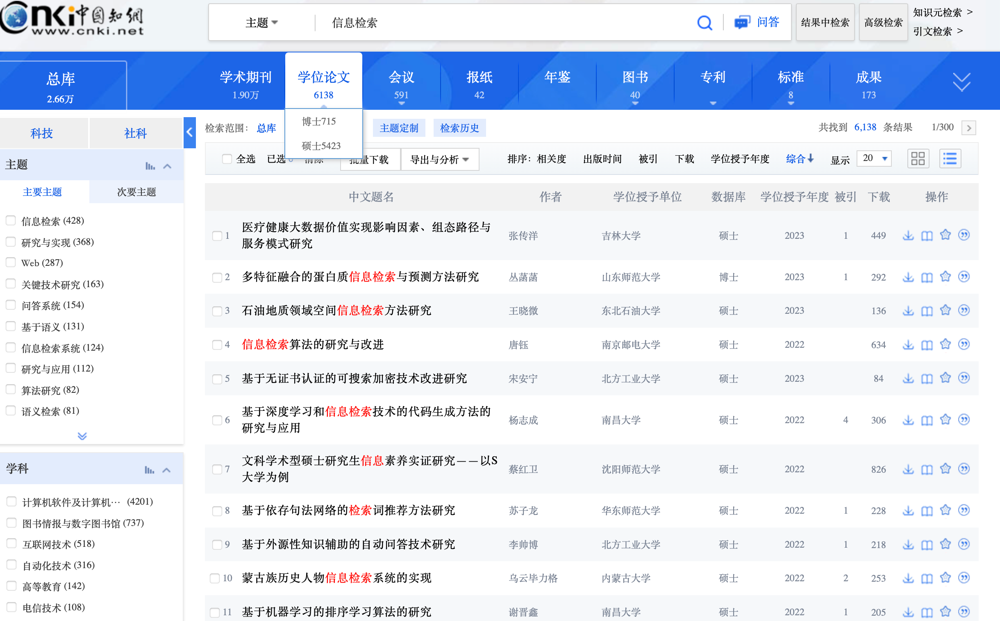 cnki中国知網
www.cnki.net
主题
信息检索
问答
结果中检索
高级检索
知识元检索 >
引文检索 >
总库
2.66万
学术期刊
1.90万
学位论文
6138
会议
591
报纸
42
年鉴
图书
40
专利
标准
8
成果
173
博士715
硕士5423
科技
社科
检索范围：
总库
主题定制
检索历史
共找到 6,138 条结果
1/300
全选
已选
清除
批量下载
导出与分析
排序：
相关度
出版时间
被引
下载
学位授予年度
综合
显示
20
主题
主要主题
次要主题
信息检索 (428)
研究与实现 (368)
Web (287)
关键技术研究 (163)
问答系统 (154)
基于语义 (131)
信息检索系统 (124)
研究与应用 (112)
算法研究 (82)
语义检索 (81)
学科
计算机软件及计算机… (4201)
图书情报与数字图书馆 (737)
互联网技术 (518)
自动化技术 (316)
高等教育 (142)
电信技术 (108)
中文题名 作者 学位授予单位 数据库 学位授予年度 被引 下载 操作
1 医疗健康大数据价值实现影响因素、组态路径与
服务模式研究
张传洋 吉林大学 硕士 2023 1 449
2 多特征融合的蛋白质信息检索与预测方法研究 丛菡菡 山东师范大学 博士 2023 1 292
3 石油地质领域空间信息检索方法研究 王晓微 东北石油大学 硕士 2023 136
4 信息检索算法的研究与改进 唐钰 南京邮电大学 硕士 2022 634
5 基于无证书认证的可搜索加密技术改进研究 宋安宁 北方工业大学 硕士 2023 84
6 基于深度学习和信息检索技术的代码生成方法的
研究与应用
杨志成 南昌大学 硕士 2022 4 306
7 文科学术型硕士研究生信息素养实证研究——以S
大学为例
蔡红卫 沈阳师范大学 硕士 2022 826
8 基于依存句法网络的检索词推荐方法研究 苏子龙 华东师范大学 硕士 2022 1 228
9 基于外源性知识辅助的自动问答技术研究 李帅博 北方工业大学 硕士 2022 1 218
10 蒙古族历史人物信息检索系统的实现 乌云毕力格 内蒙古大学 硕士 2022 2 253
11 基于机器学习的排序学习算法的研究 谢晋鑫 南昌大学 硕士 2022 1 205